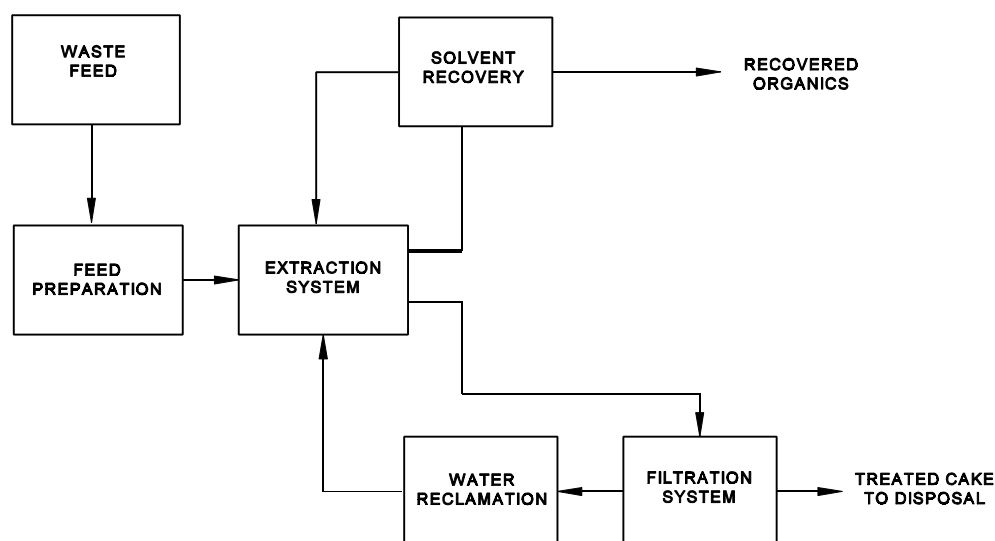 WASTE
FEED
SOLVENT
RECOVERY
RECOVERED
ORGANICS
FEED
PREPARATION
EXTRACTION
SYSTEM
WATER
RECLAMATION
FILTRATION
SYSTEM
TREATED CAKE
TO DISPOSAL